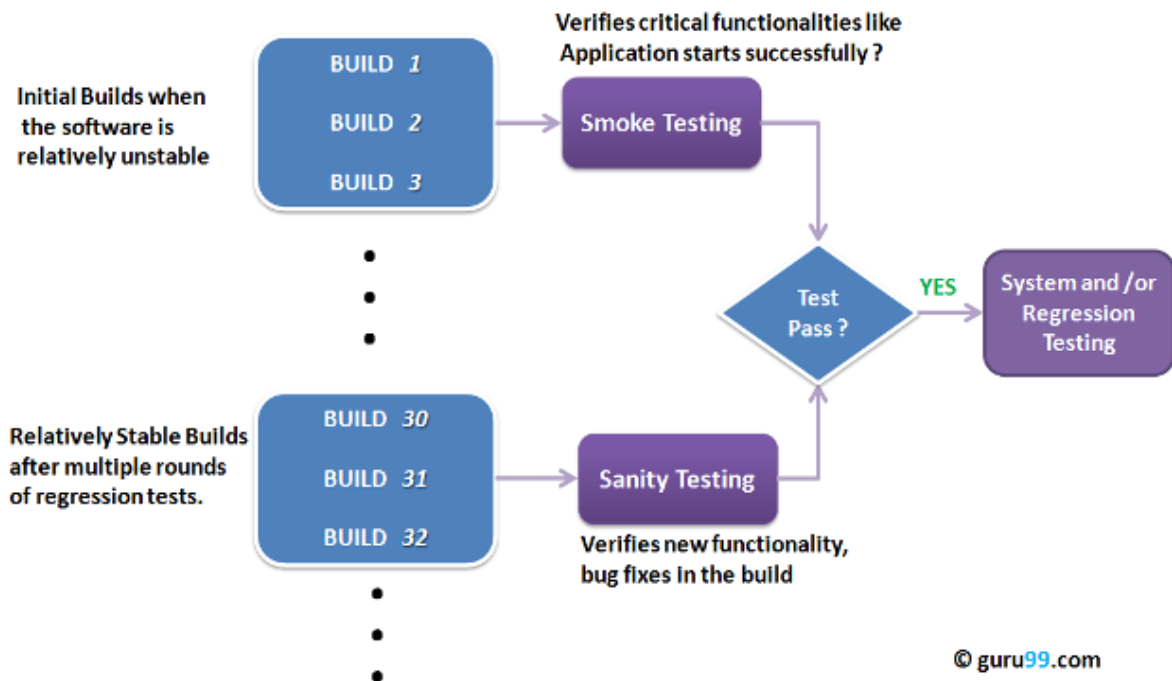 Verifies critical functionalities like
Application starts successfully ?
Initial Builds when
the software is
relatively unstable
BUILD 1
BUILD 2
BUILD 3
Smoke Testing
Test
Pass ?
YES
System and /or
Regression
Testing
Relatively Stable Builds
after multiple rounds
of regression tests.
BUILD 30
BUILD 31
BUILD 32
Sanity Testing
Verifies new functionality,
bug fixes in the build
© guru99.com